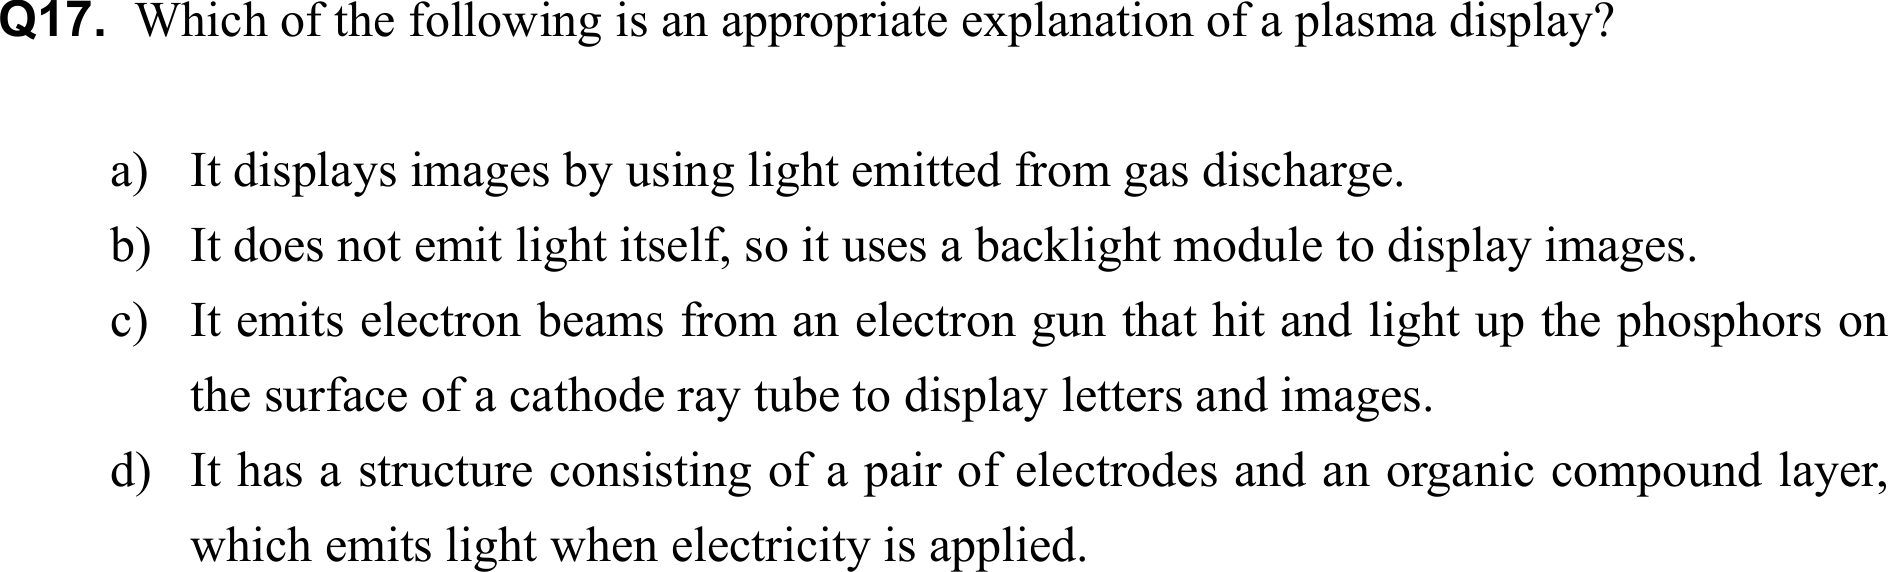 Q17. Which of the following is an appropriate explanation of a plasma display?
a) It displays images by using light emitted from gas discharge.
b) It does not emit light itself, so it uses a backlight module to display images.
c) It emits electron beams from an electron gun that hit and light up the phosphors on
the surface of a cathode ray tube to display letters and images.
d) It has a structure consisting of a pair of electrodes and an organic compound layer,
which emits light when electricity is applied.